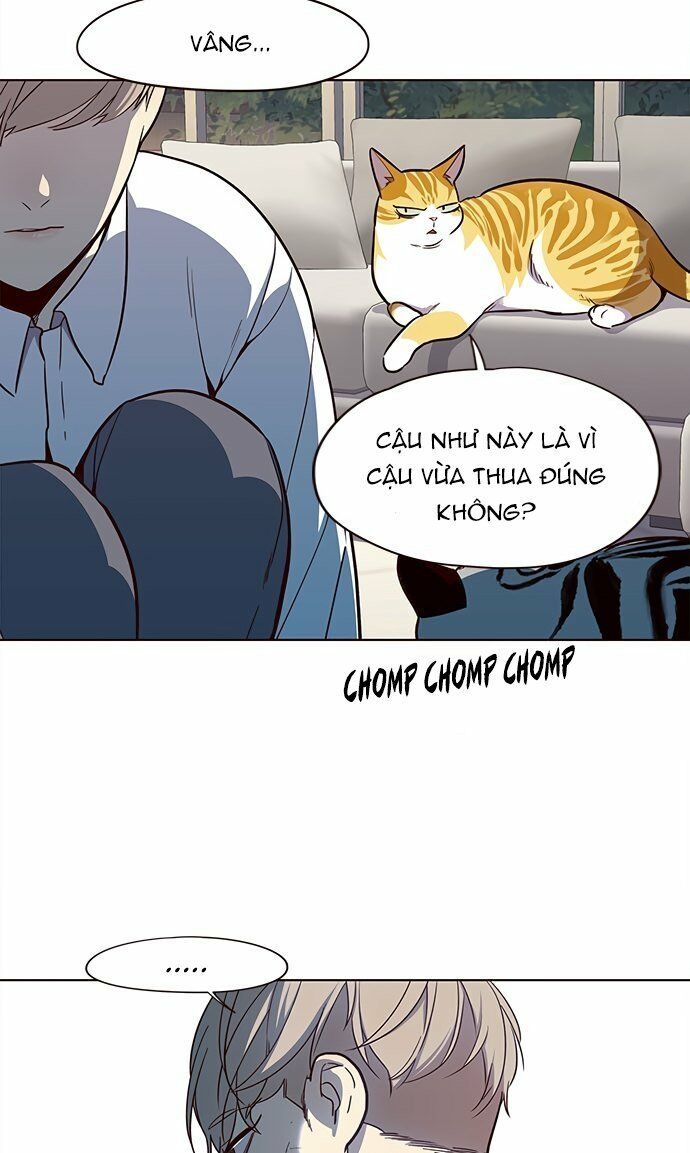 VÂNG...
CẬU NHƯ NÀY LÀ VÌ
CẬU VỪA THUA ĐÚNG
KHÔNG?
CHOMP CHOMP CHOMP
.....